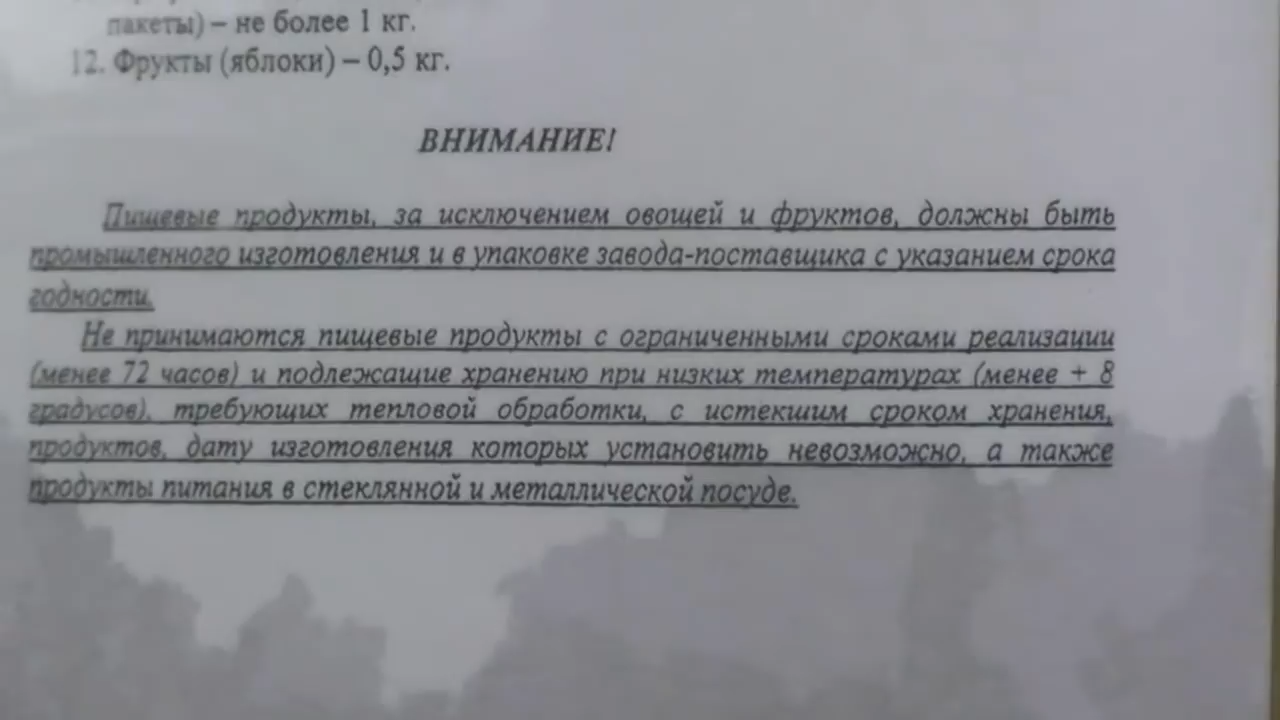 пакеты) – не более 1 кг.
12. Фрукты (яблоки) – 0,5 кг.
ВНИМАНИЕ!
Пищевые продукты, за исключением овощей и фруктов, должны быть
промышленного изготовления и в упаковке завода-поставщика с указанием срока
годности.
Не принимаются пищевые продукты с ограниченными сроками реализации
(менее 72 часов) и подлежащие хранению при низких температурах (менее + 8
градусов), требующих тепловой обработки, с истекшим сроком хранения,
продуктов, дату изготовления которых установить невозможно, а также
продукты питания в стеклянной и металлической посуде.